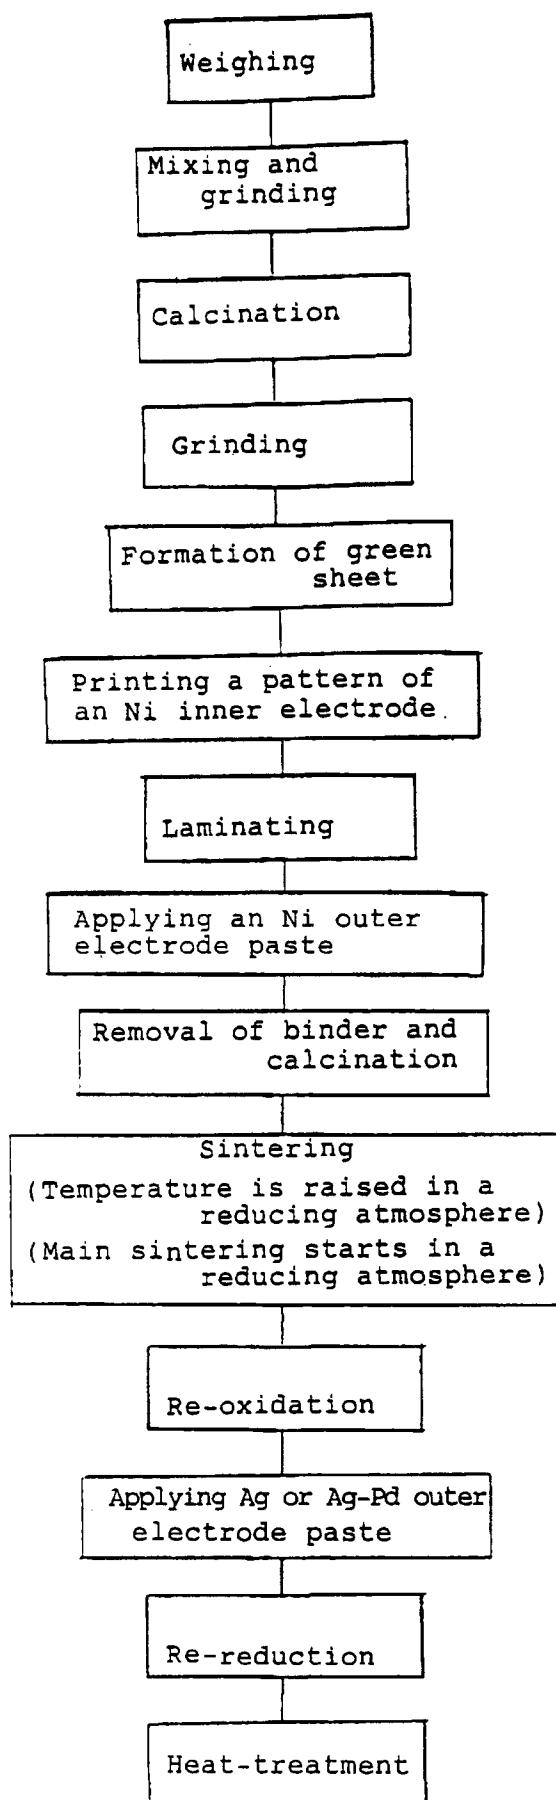 Weighing
Mixing and
grinding
Calcination
Grinding
Formation of green
sheet
Printing a pattern of
an Ni inner electrode
Laminating
Applying an Ni outer
electrode paste
Removal of binder and
calcination
Sintering
(Temperature is raised in a
reducing atmosphere)
(Main sintering starts in a
reducing atmosphere)
Re-oxidation
Applying Ag or Ag-Pd outer
electrode paste
Re-reduction
Heat-treatment